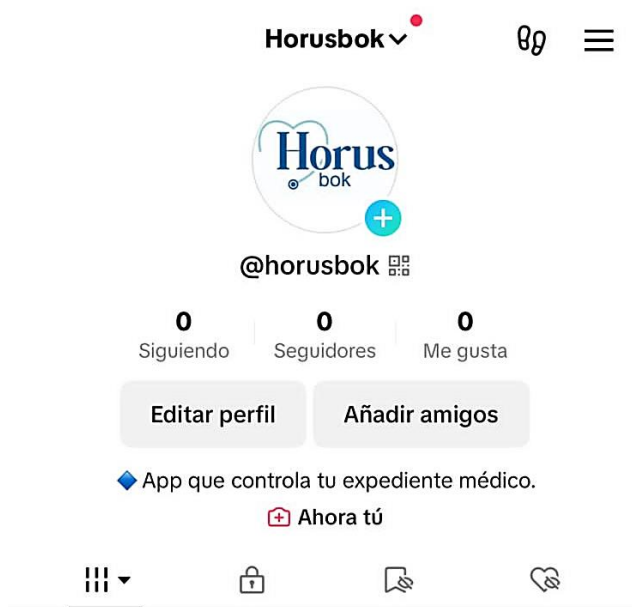 Horusbok
Horus
bok
@horusbok
0 0 0
Siguiendo Seguidores Me gusta
Editar perfil Añadir amigos
App que controla tu expediente médico.
Ahora tú